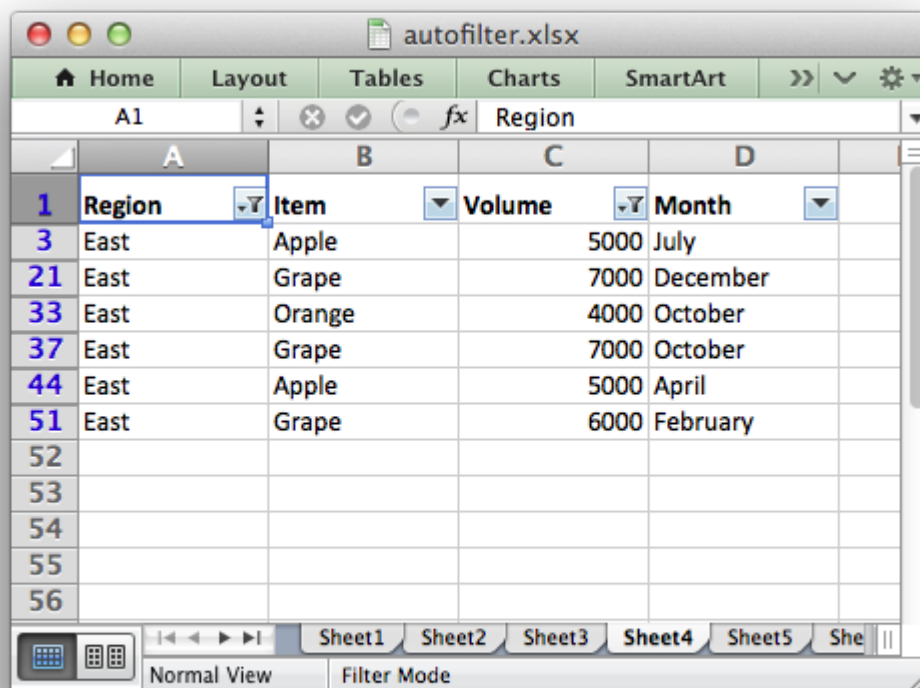 autofilter.xlsx
Home Layout Tables Charts SmartArt
A1 fx Region
A B C D
1 Region Item Volume Month
3 East Apple 5000 July
21 East Grape 7000 December
33 East Orange 4000 October
37 East Grape 7000 October
44 East Apple 5000 April
51 East Grape 6000 February
52
53
54
55
56
Sheet1 Sheet2 Sheet3 Sheet4 Sheet5 She
Normal View Filter Mode